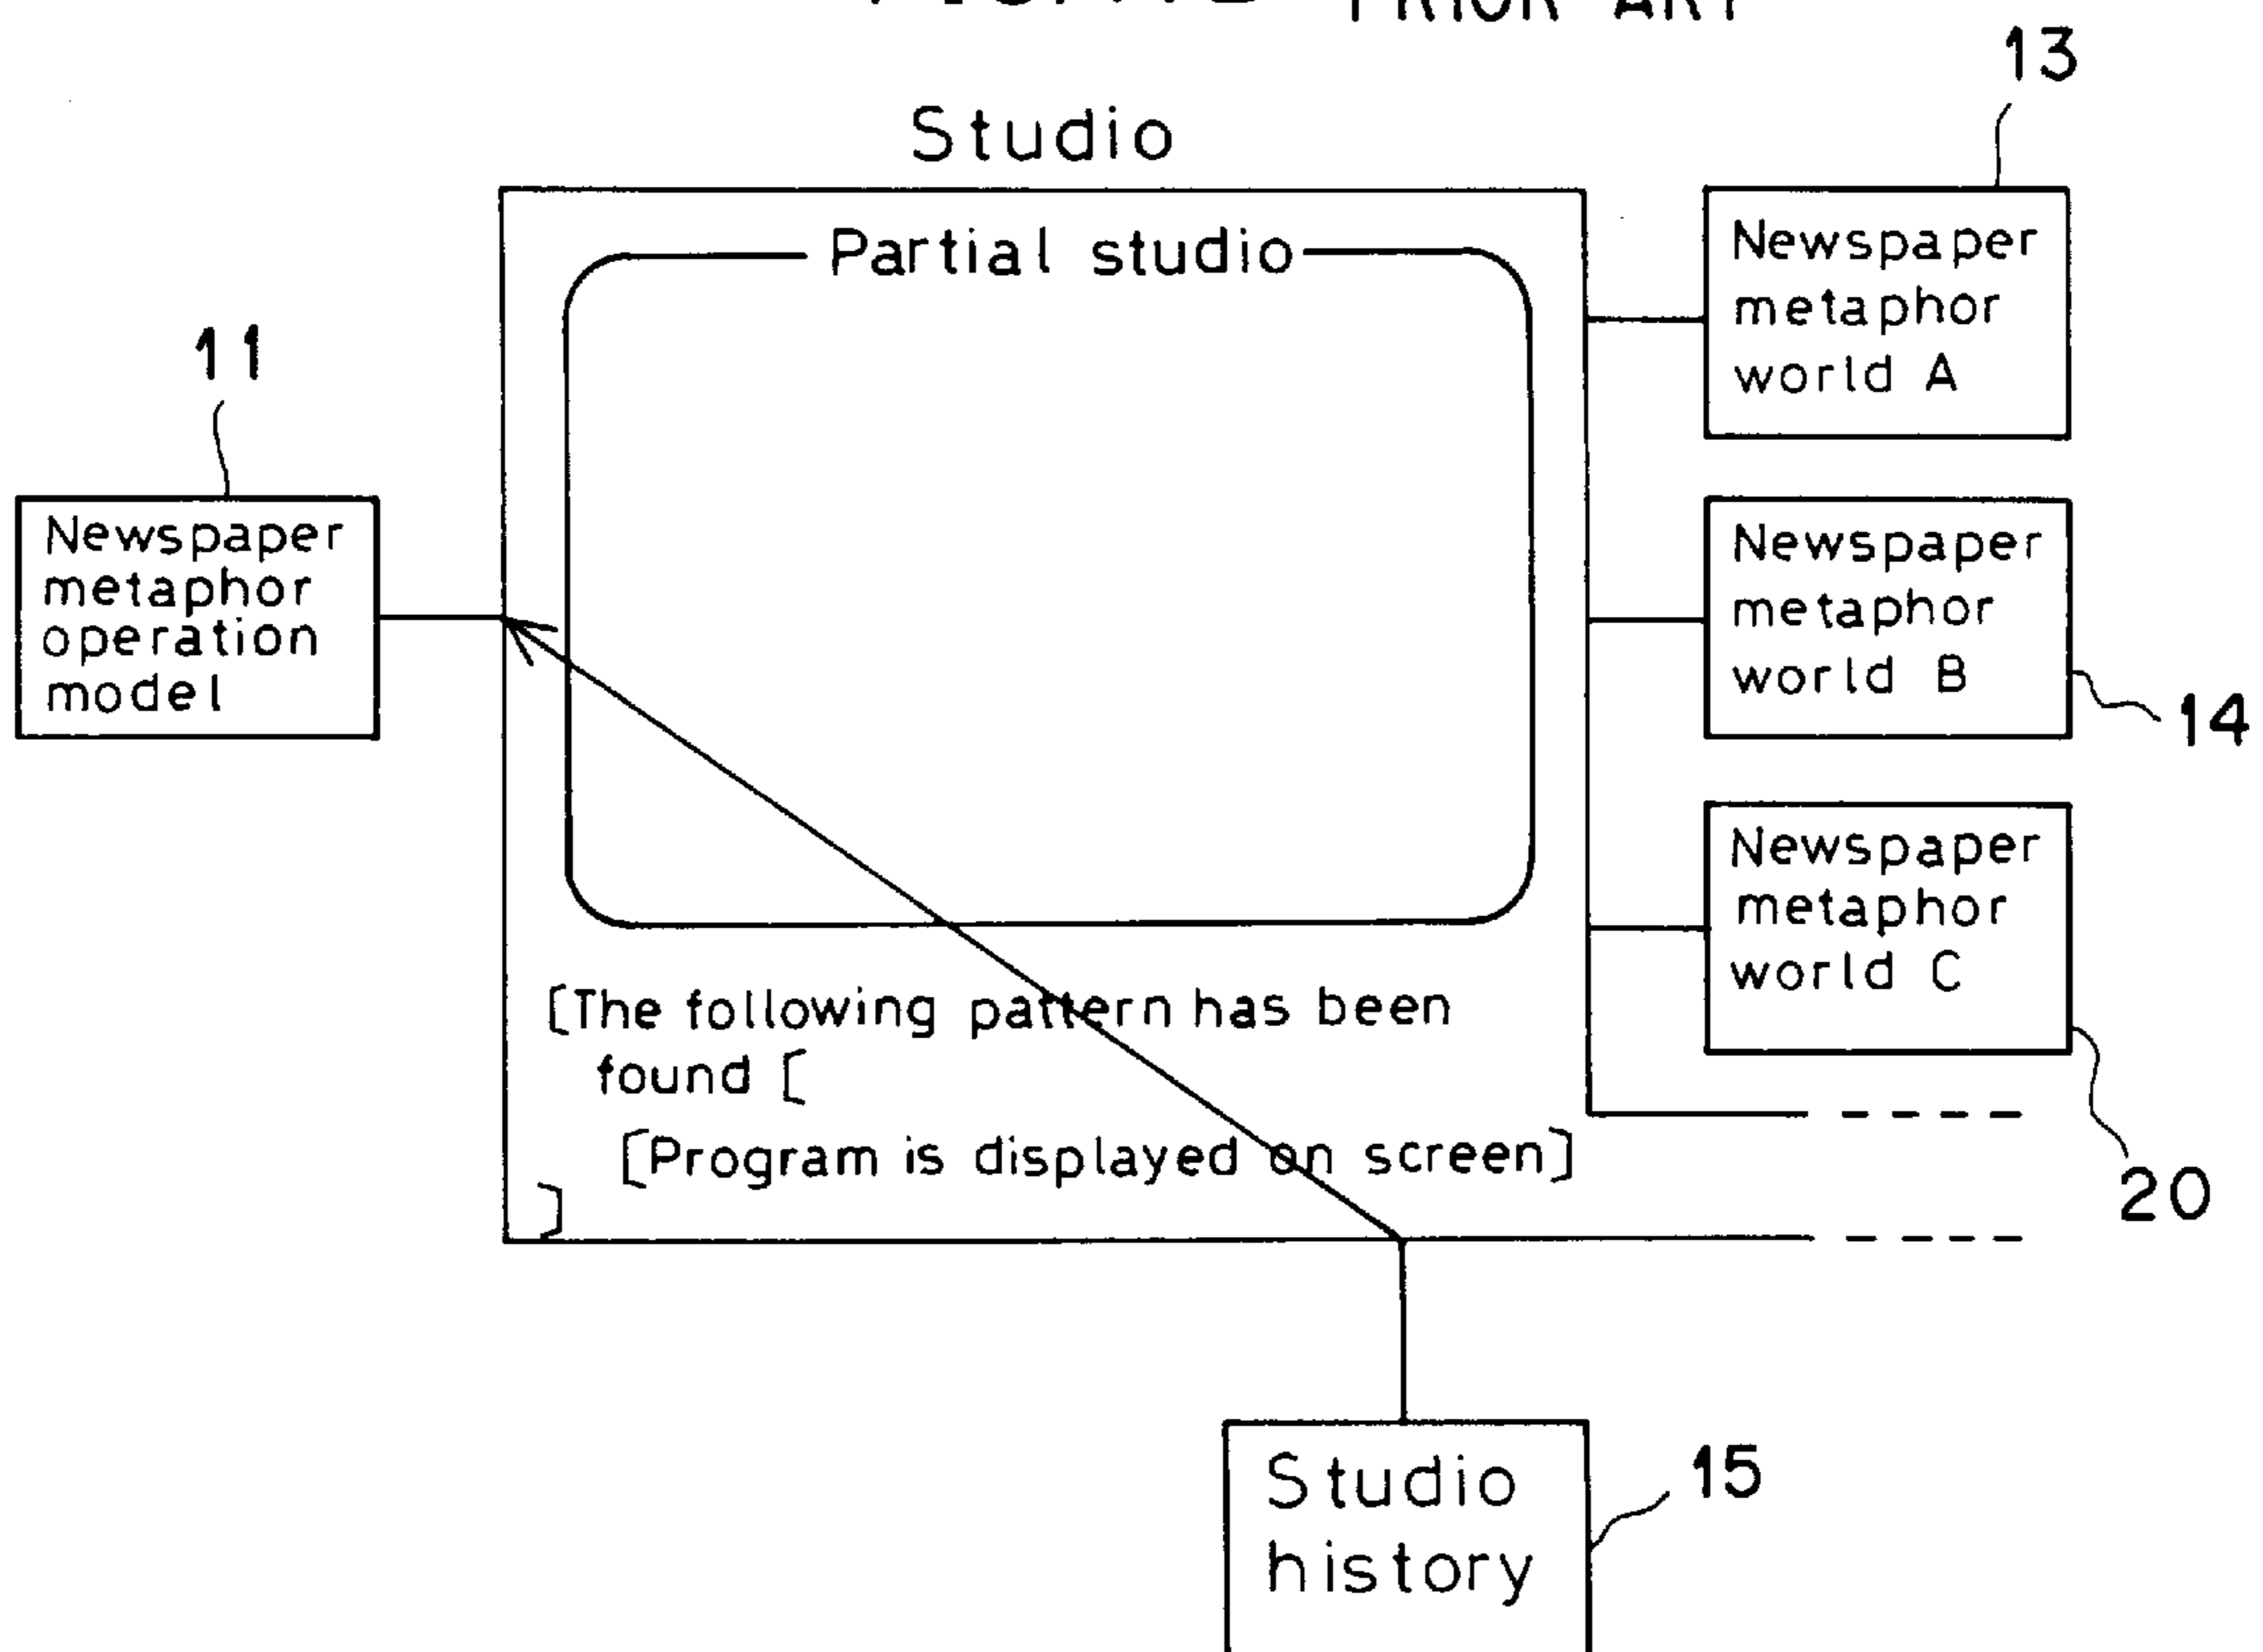 PRIOR ART
13
Studio
Partial studio
Newspaper
metaphor
world A
11
Newspaper
metaphor
operation
model
Newspaper
metaphor
world B
14
Newspaper
metaphor
world C
20
[The following pattern has been
found [
[Program is displayed on screen]
]
Studio
history
15